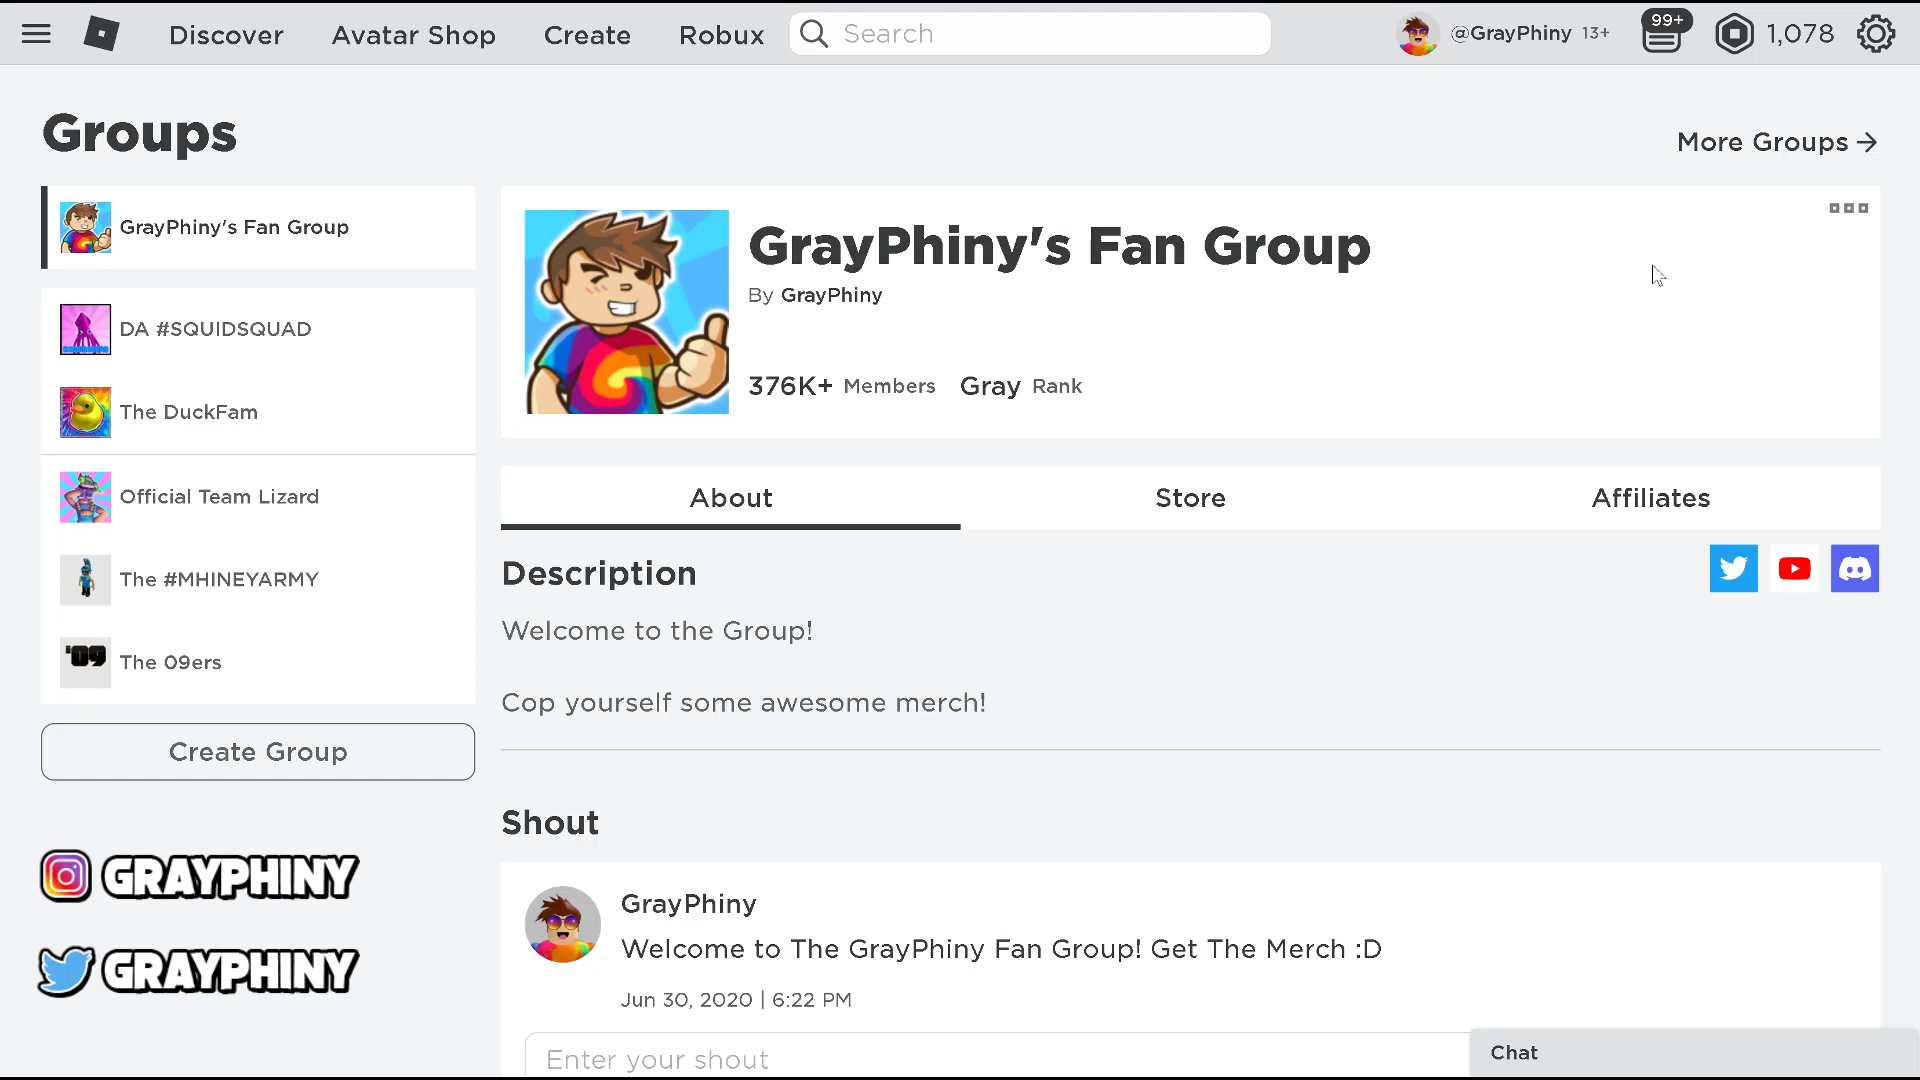 Discover
Avatar Shop
Create
Robux
Search
@GrayPhiny 13+
99+
1,078
Groups
More Groups →
GrayPhiny's Fan Group
DA #SQUIDSQUAD
The DuckFam
Official Team Lizard
The #MHINEYARMY
'09
The 09ers
Create Group
GrayPhiny's Fan Group
By GrayPhiny
376K+ Members Gray Rank
About
Store
Affiliates
Description
Welcome to the Group!
Cop yourself some awesome merch!
Shout
GrayPhiny
Welcome to The GrayPhiny Fan Group! Get The Merch :D
Jun 30, 2020 | 6:22 PM
Enter your shout
Chat
GRAYPHINY
GRAYPHINY